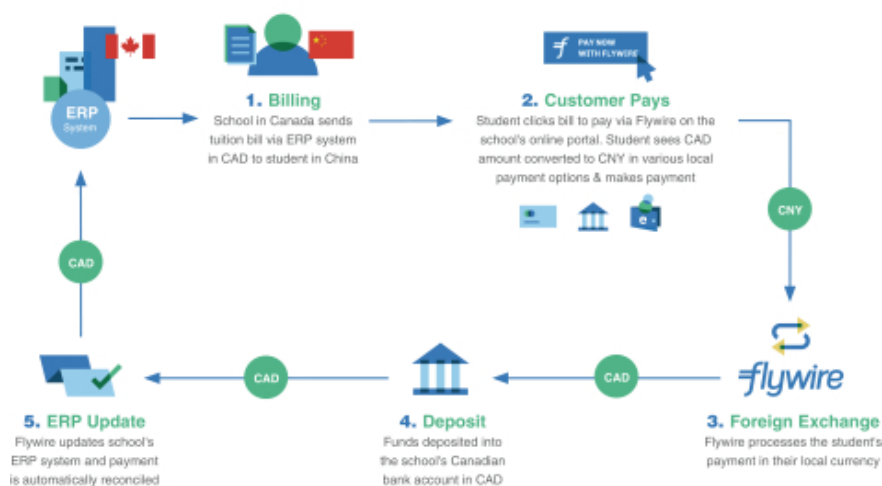 ERP
System
1. Billing
School in Canada sends
tuition bill via ERP system
in CAD to student in China
PAY NOW
WITH FLYWIRE
2. Customer Pays
Student clicks bill to pay via Flywire on the
school's online portal. Student sees CAD
amount converted to CNY in various local
payment options & makes payment
e
CNY
flywire
3. Foreign Exchange
Flywire processes the student's
payment in their local currency
CAD
4. Deposit
Funds deposited into
the school's Canadian
bank account in CAD
CAD
5. ERP Update
Flywire updates school's
ERP system and payment
is automatically reconciled
CAD